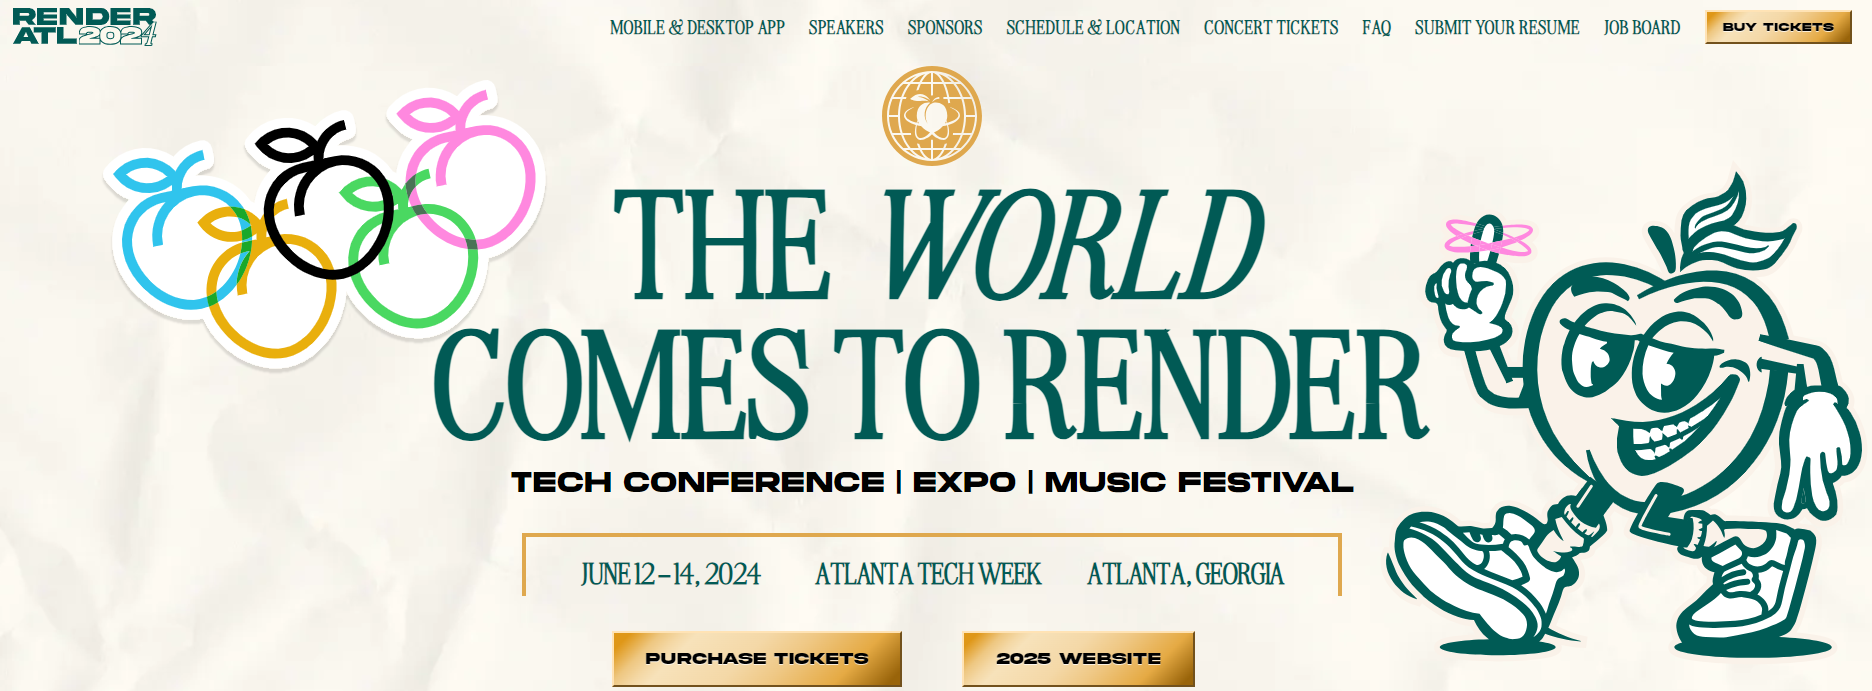 RENDER
ATL 2024
MOBILE & DESKTOP APP
SPEAKERS
SPONSORS
SCHEDULE & LOCATION
CONCERT TICKETS
FAQ
SUBMIT YOUR RESUME
JOB BOARD
BUY TICKETS
THE WORLD
COMES TO RENDER
TECH CONFERENCE | EXPO | MUSIC FESTIVAL
JUNE 12 – 14, 2024
ATLANTA TECH WEEK
ATLANTA, GEORGIA
PURCHASE TICKETS
2025 WEBSITE